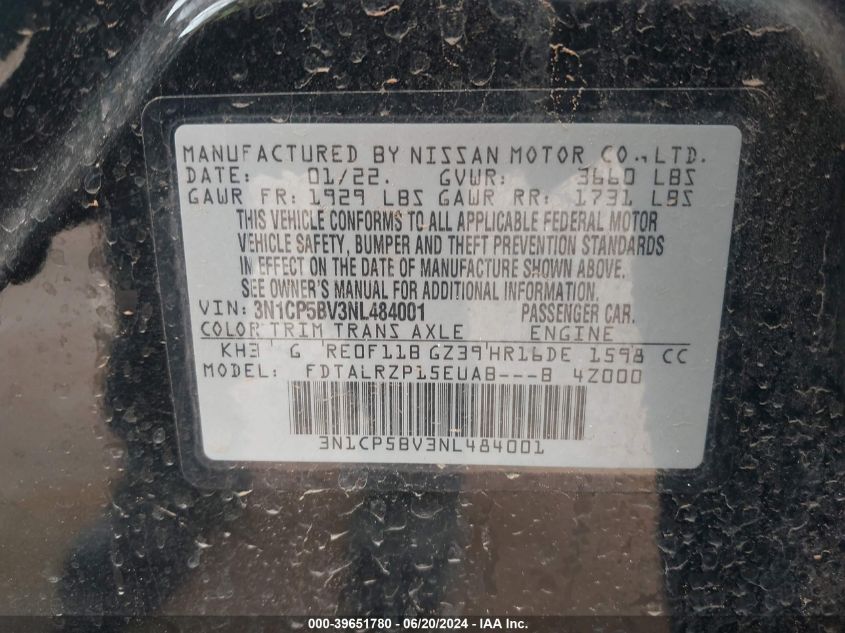 MANUFACTURED BY NISSAN MOTOR CO., LTD.
DATE: 01/22. GVWR: 3660 LBS
GAWR FR: 1929 LBS GAWR RR: 1731 LBS
THIS VEHICLE CONFORMS TO ALL APPLICABLE FEDERAL MOTOR
VEHICLE SAFETY, BUMPER AND THEFT PREVENTION STANDARDS
IN EFFECT ON THE DATE OF MANUFACTURE SHOWN ABOVE.
SEE OWNER'S MANUAL FOR ADDITIONAL INFORMATION.
VIN: 3N1CP5BV3NL484001 PASSENGER CAR.
COLOR TRIM TRANS AXLE ENGINE
KH3 G RE0F11B GZ39 HR16DE 1598 CC
MODEL: FDTALRZP15EUAB---B 4Z000
3N1CP5BV3NL484001
000-39651780 — 06/20/2024 — IAA Inc.